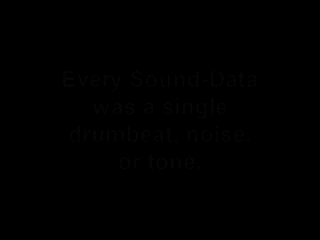 Every Sound-Data
was a single
drumbeat, noise,
or tone.